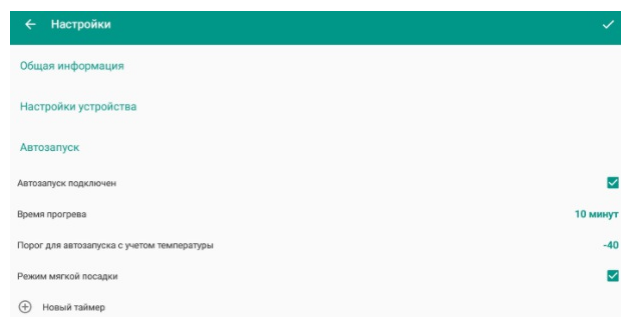 Настройки
Общая информация
Настройки устройства
Автозапуск
Автозапуск подключен
Время прогрева 10 минут
Порог для автозапуска с учетом температуры -40
Режим мягкой посадки
Новый таймер